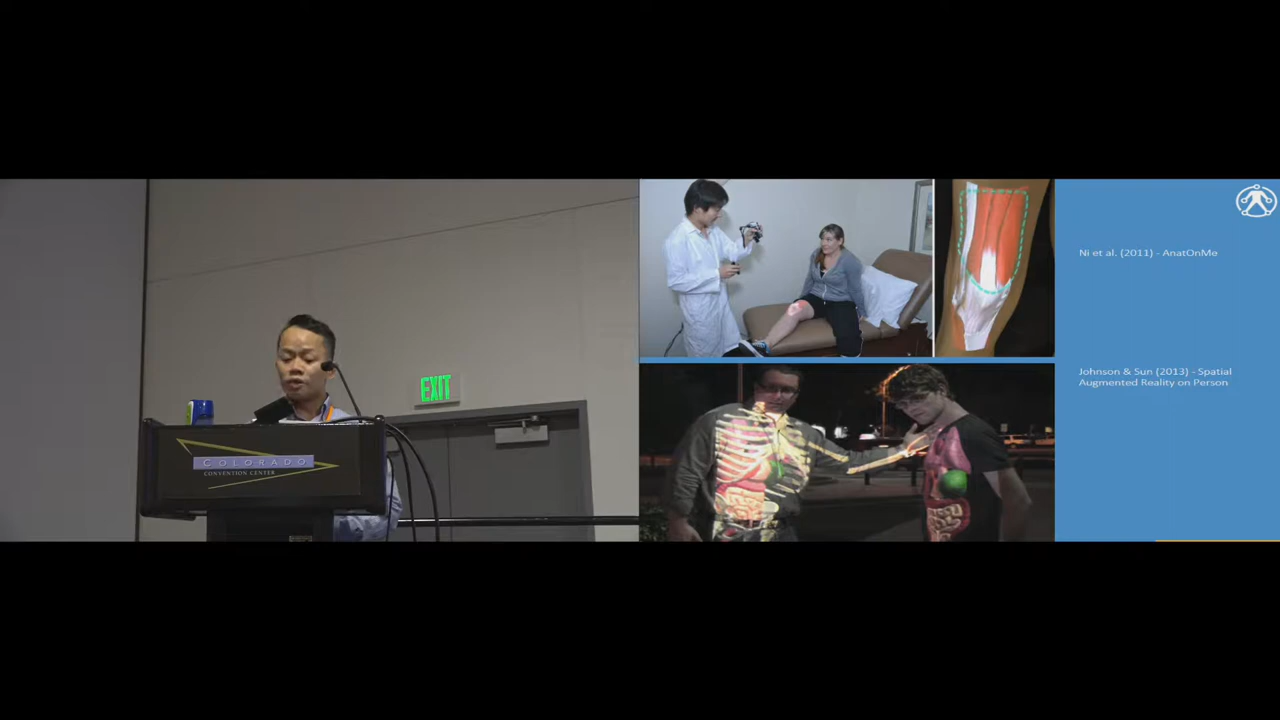 COLORADO
CONVENTION CENTER
EXIT
Ni et al. (2011) - AnatOnMe
Johnson & Sun (2013) - Spatial
Augmented Reality on Person